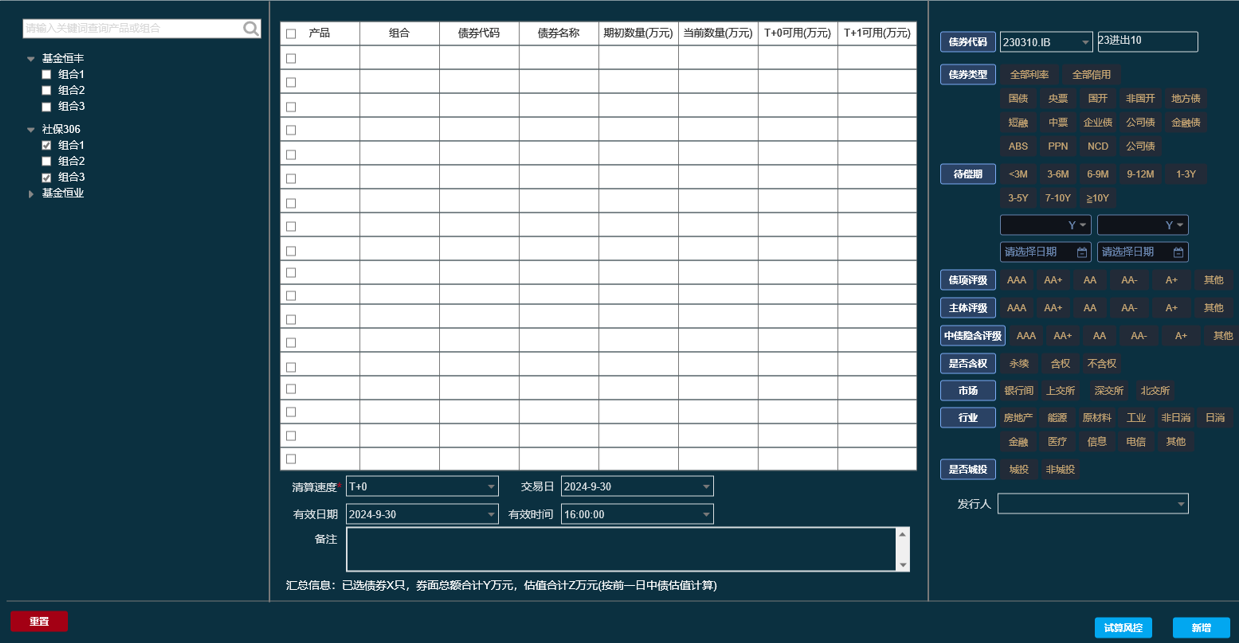 请输入关键词查询产品或组合
基金恒丰
组合1
组合2
组合3
社保306
组合1
组合2
组合3
基金恒业
产品 组合 债券代码 债券名称 期初数量(万元) 当前数量(万元) T+0可用(万元) T+1可用(万元)
清算速度* T+0 交易日 2024-9-30
有效日期 2024-9-30 有效时间 16:00:00
备注
汇总信息：已选债券X只，券面总额合计Y万元，估值合计Z万元(按前一日中债估值计算)
债券代码 230310.IB 23进出10
债券类型 全部利率 全部信用
国债 央票 国开 非国开 地方债
短融 中票 企业债 公司债 金融债
ABS PPN NCD 公司债
待偿期 <3M 3-6M 6-9M 9-12M 1-3Y
3-5Y 7-10Y ≥10Y
Y Y
请选择日期 请选择日期
债项评级 AAA AA+ AA AA- A+ 其他
主体评级 AAA AA+ AA AA- A+ 其他
中债隐含评级 AAA AA+ AA AA- A+ 其他
是否含权 永续 含权 不含权
市场 银行间 上交所 深交所 北交所
行业 房地产 能源 原材料 工业 非日消 日消
金融 医疗 信息 电信 其他
是否城投 城投 非城投
发行人
重置 试算风控 新增